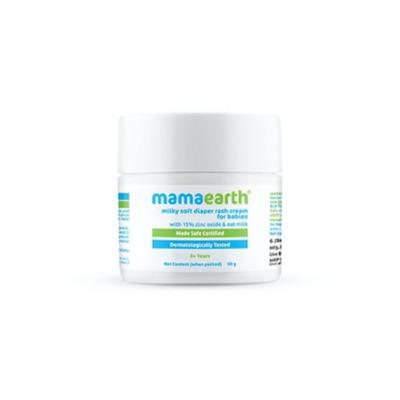 mamaearth®
milky soft diaper rash cream
for babies
with 15% zinc oxide & oat milk
Made Safe Certified
Dermatologically Tested
0+ Years
Net Content (when packed) 50 g